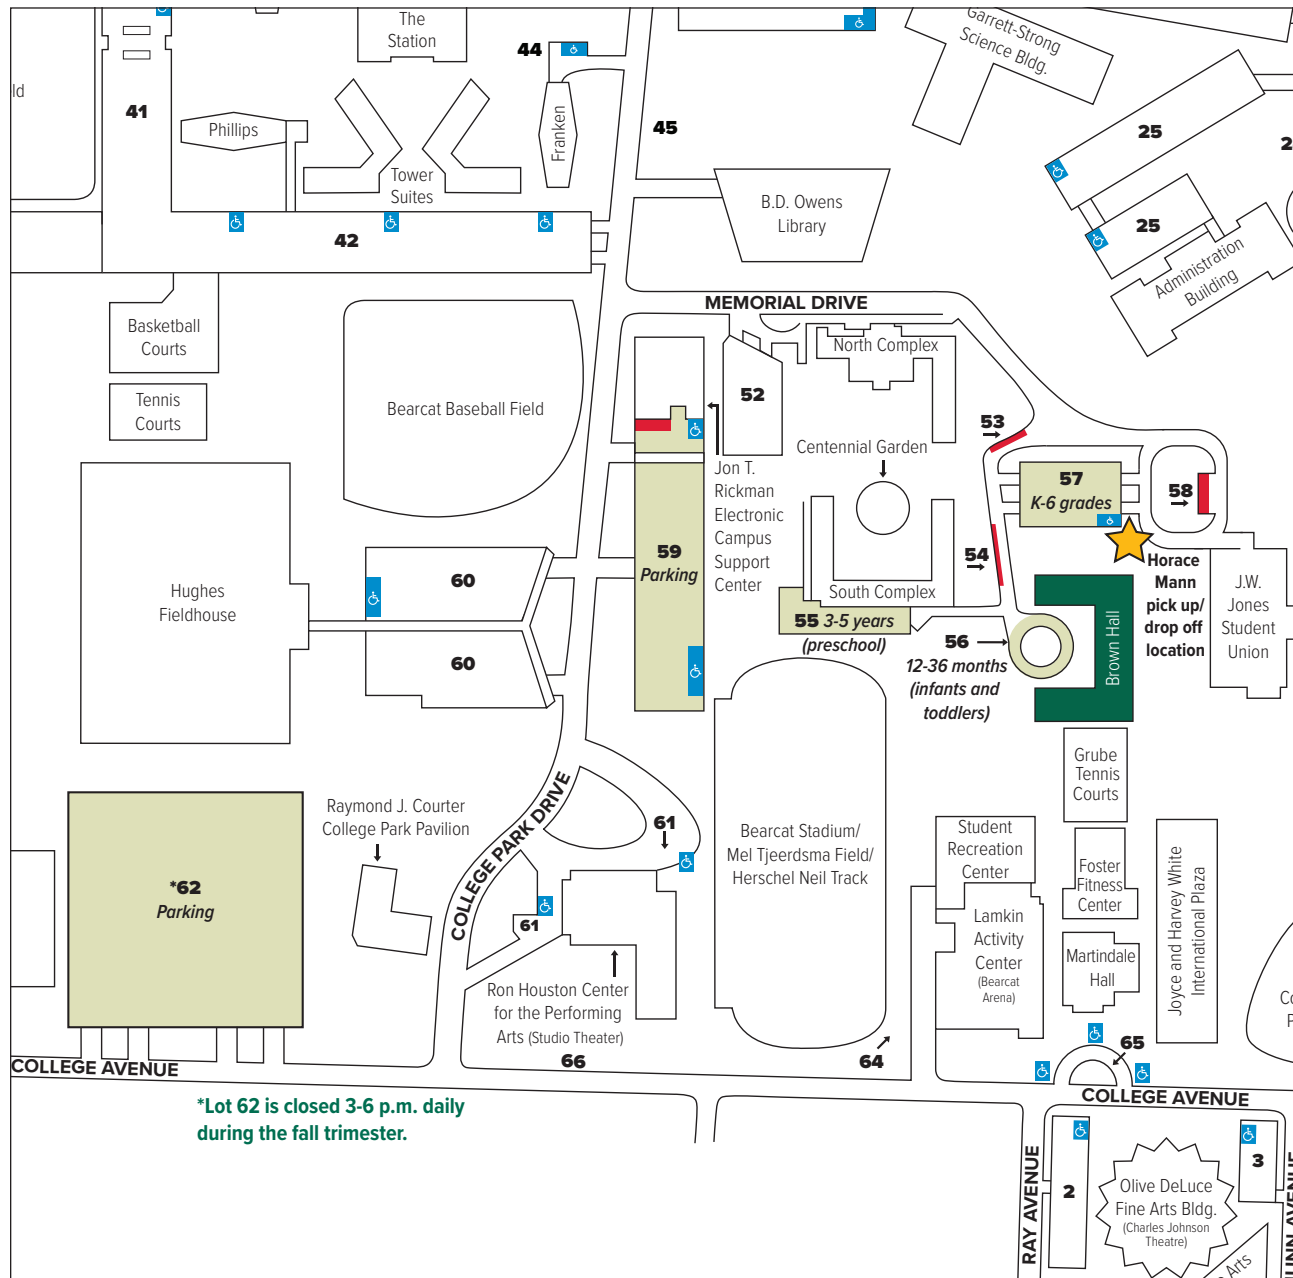 The
Station
44
Garrett-Strong
Science Bldg.
ld
41
Phillips
Franken
45
25
Tower
Suites
B.D. Owens
Library
25
42
Administration
Building
MEMORIAL DRIVE
Basketball
Courts
North Complex
Tennis
Courts
Bearcat Baseball Field
52
53
Centennial Garden
Jon T.
Rickman
Electronic
Campus
Support
Center
57
K-6 grades
58
59
Parking
54
Horace
Mann
pick up/
drop off
location
60
Hughes
Fieldhouse
South Complex
J.W.
Jones
Student
Union
55 3-5 years
(preschool)
56
12-36 months
(infants and
toddlers)
Brown Hall
60
Grube
Tennis
Courts
COLLEGE PARK DRIVE
Raymond J. Courter
College Park Pavilion
61
Bearcat Stadium/
Mel Tjeerdsma Field/
Herschel Neil Track
Student
Recreation
Center
Foster
Fitness
Center
Joyce and Harvey White
International Plaza
*62
Parking
61
Lamkin
Activity
Center
(Bearcat
Arena)
Martindale
Hall
Ron Houston Center
for the Performing
Arts (Studio Theater)
66
64
65
COLLEGE AVENUE
COLLEGE AVENUE
*Lot 62 is closed 3-6 p.m. daily
during the fall trimester.
RAY AVENUE
2
Olive DeLuce
Fine Arts Bldg.
(Charles Johnson
Theatre)
3
AVENUE
Arts